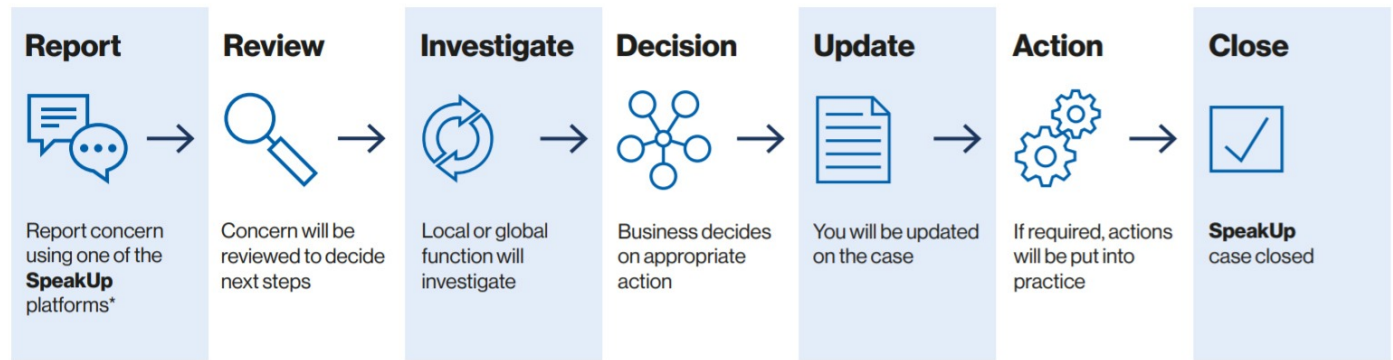 Report
Report concern
using one of the
SpeakUp
platforms*
Review
Concern will be
reviewed to decide
next steps
Investigate
Local or global
function will
investigate
Decision
Business decides
on appropriate
action
Update
You will be updated
on the case
Action
If required, actions
will be put into
practice
Close
SpeakUp
case closed